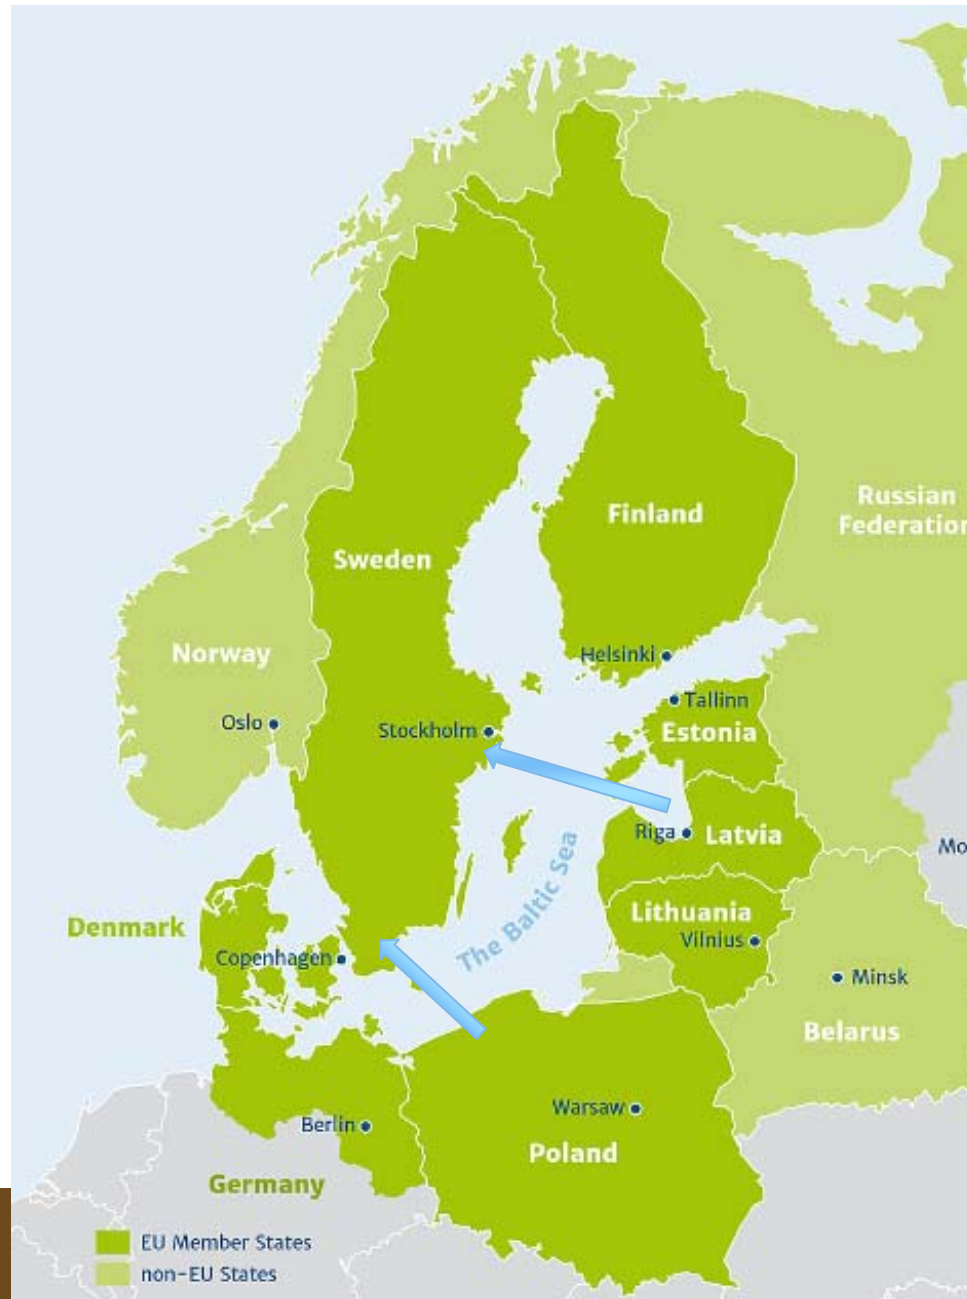 Finland
Russian
Federation
Sweden
Norway
Helsinki
Oslo
Tallinn
Stockholm
Estonia
Riga
Latvia
Mo
The Baltic Sea
Lithuania
Denmark
Vilnius
Copenhagen
Minsk
Belarus
Warsaw
Berlin
Poland
Germany
EU Member States
non-EU States